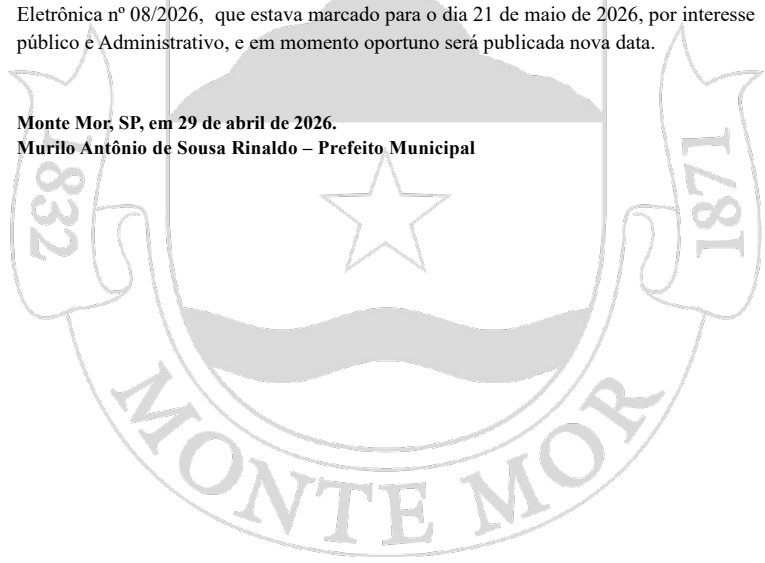 Eletrônica nº 08/2026, que estava marcado para o dia 21 de maio de 2026, por interesse
público e Administrativo, e em momento oportuno será publicada nova data.
Monte Mor, SP, em 29 de abril de 2026.
Murilo Antônio de Sousa Rinaldo – Prefeito Municipal
1832
1871
MONTE MOR